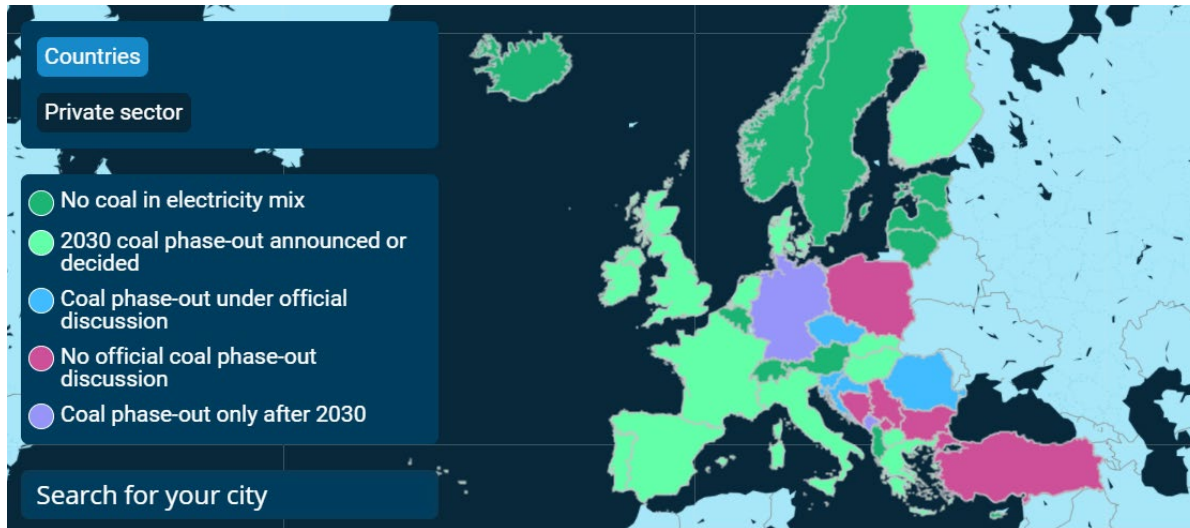 Countries
Private sector
No coal in electricity mix
2030 coal phase-out announced or
decided
Coal phase-out under official
discussion
No official coal phase-out
discussion
Coal phase-out only after 2030
Search for your city